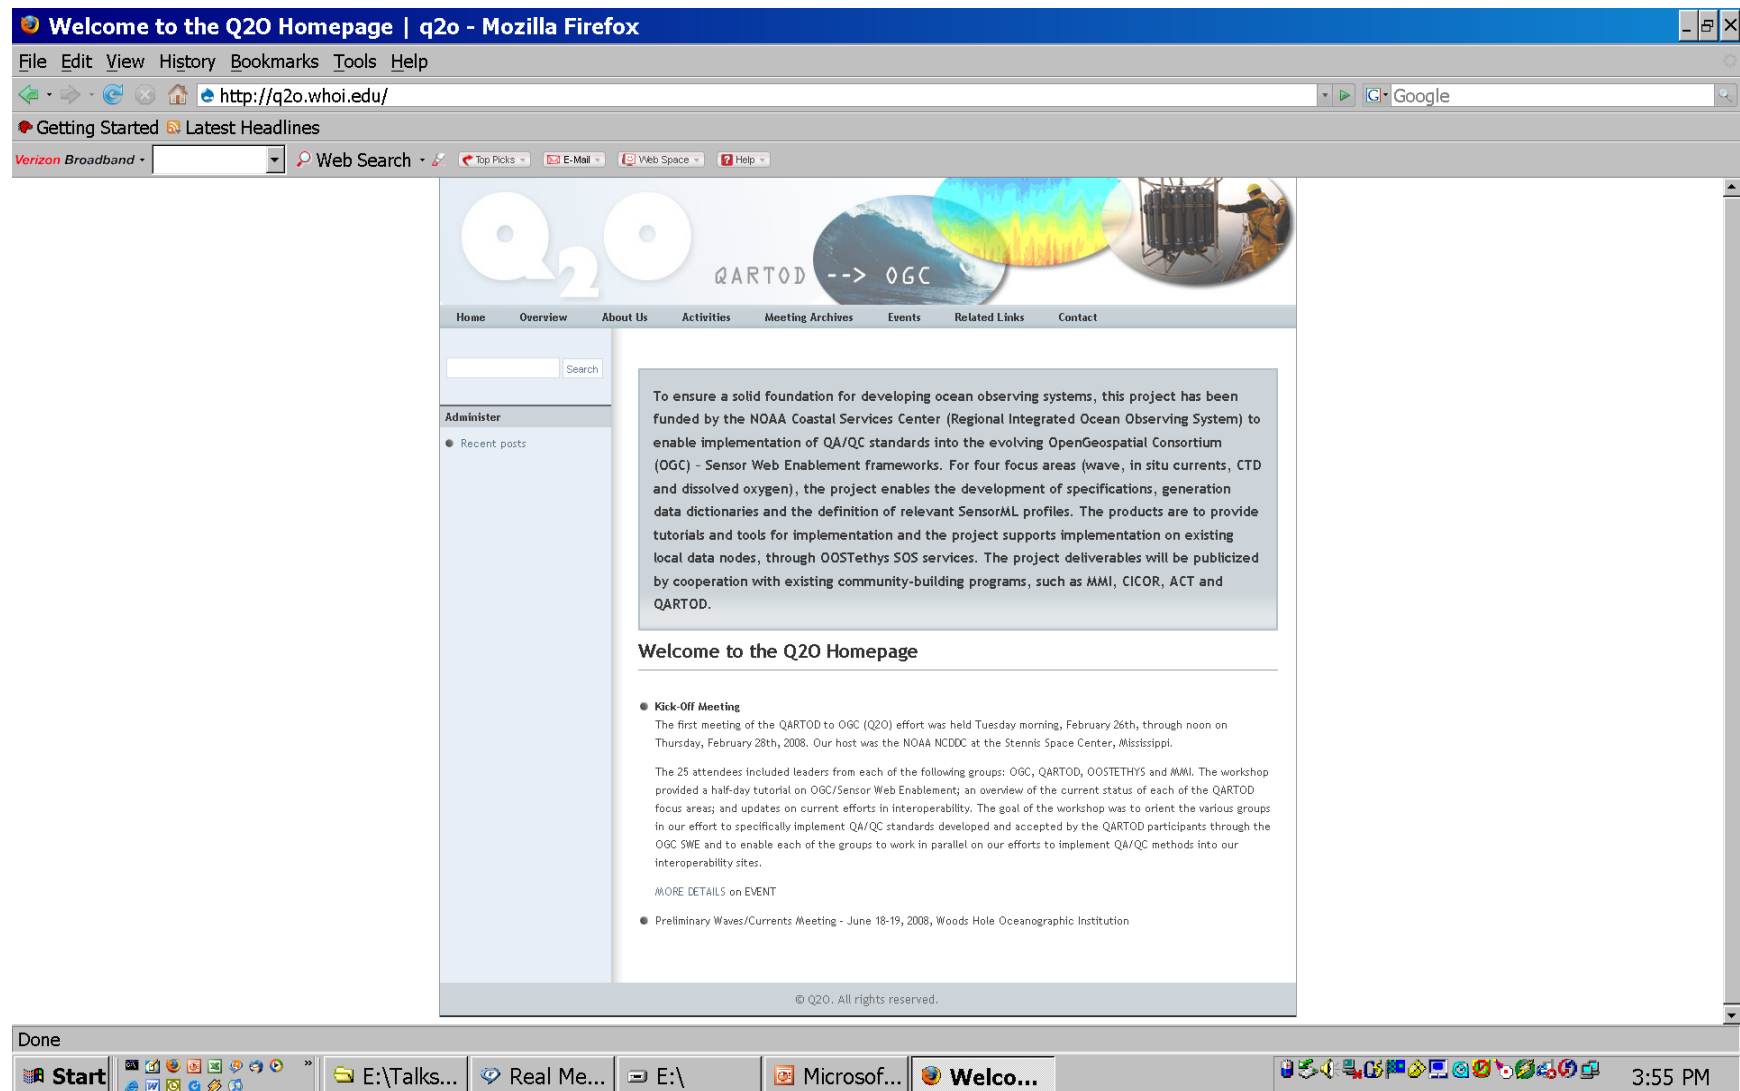 Welcome to the Q2O Homepage | q2o - Mozilla Firefox
File Edit View History Bookmarks Tools Help
http://q2o.whoi.edu/
Google
Getting Started Latest Headlines
Verizon Broadband Web Search Top Picks E-Mail Web Space Help
Q2O
QARTOD --> OGC
Home Overview About Us Activities Meeting Archives Events Related Links Contact
Search
Administer
Recent posts
To ensure a solid foundation for developing ocean observing systems, this project has been
funded by the NOAA Coastal Services Center (Regional Integrated Ocean Observing System) to
enable implementation of QA/QC standards into the evolving OpenGeospatial Consortium
(OGC) - Sensor Web Enablement frameworks. For four focus areas (wave, in situ currents, CTD
and dissolved oxygen), the project enables the development of specifications, generation
data dictionaries and the definition of relevant SensorML profiles. The products are to provide
tutorials and tools for implementation and the project supports implementation on existing
local data nodes, through OOSTethys SOS services. The project deliverables will be publicized
by cooperation with existing community-building programs, such as MMI, CICOR, ACT and
QARTOD.
Welcome to the Q2O Homepage
Kick-Off Meeting
The first meeting of the QARTOD to OGC (Q2O) effort was held Tuesday morning, February 26th, through noon on
Thursday, February 28th, 2008. Our host was the NOAA NCDDC at the Stennis Space Center, Mississippi.
The 25 attendees included leaders from each of the following groups: OGC, QARTOD, OOSTETHYS and MMI. The workshop
provided a half-day tutorial on OGC/Sensor Web Enablement; an overview of the current status of each of the QARTOD
focus areas; and updates on current efforts in interoperability. The goal of the workshop was to orient the various groups
in our effort to specifically implement QA/QC standards developed and accepted by the QARTOD participants through the
OGC SWE and to enable each of the groups to work in parallel on our efforts to implement QA/QC methods into our
interoperability sites.
MORE DETAILS on EVENT
Preliminary Waves/Currents Meeting - June 18-19, 2008, Woods Hole Oceanographic Institution
© Q2O. All rights reserved.
Done
Start E:\Talks... Real Me... E:\ Microsof... Welco... 3:55 PM